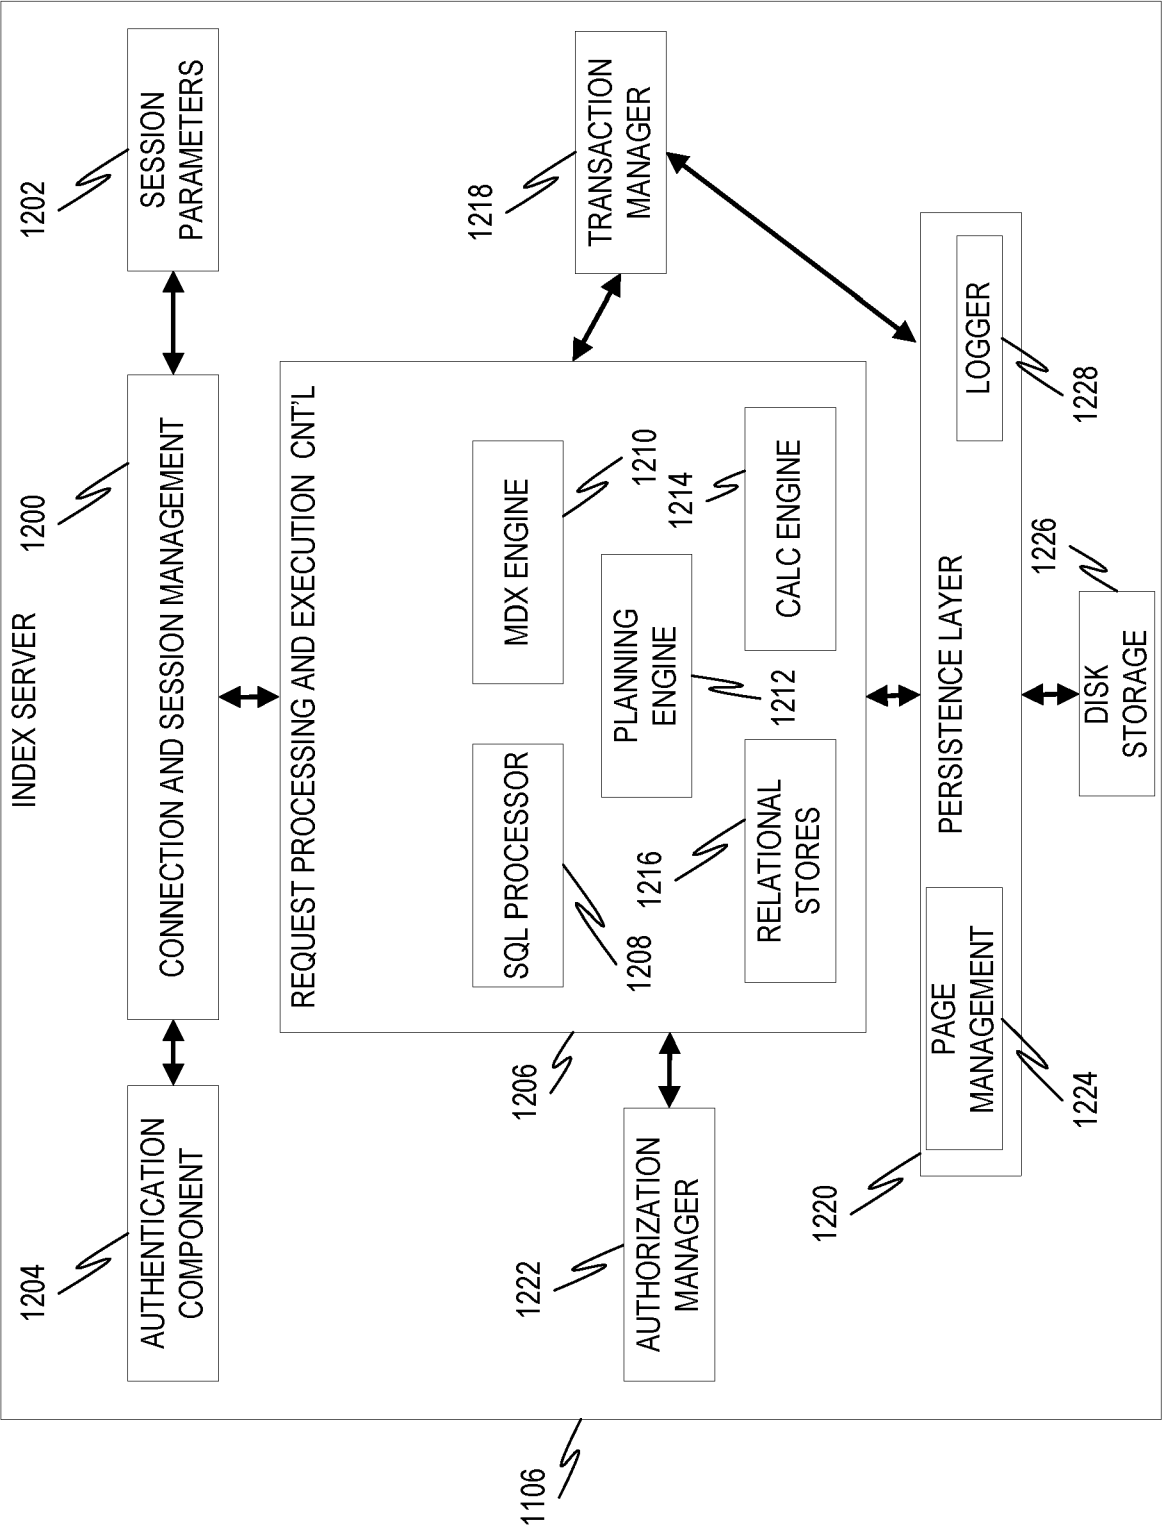 INDEX SERVER
1204
AUTHENTICATION
COMPONENT
1200
CONNECTION AND SESSION MANAGEMENT
1202
SESSION
PARAMETERS
REQUEST PROCESSING AND EXECUTION CNT'L
1206
SQL PROCESSOR
1208
MDX ENGINE
1210
PLANNING
ENGINE
1212
1216
RELATIONAL
STORES
1214
CALC ENGINE
1222
AUTHORIZATION
MANAGER
1218
TRANSACTION
MANAGER
1220
PERSISTENCE LAYER
PAGE
MANAGEMENT
1224
LOGGER
1228
1226
DISK
STORAGE
1106